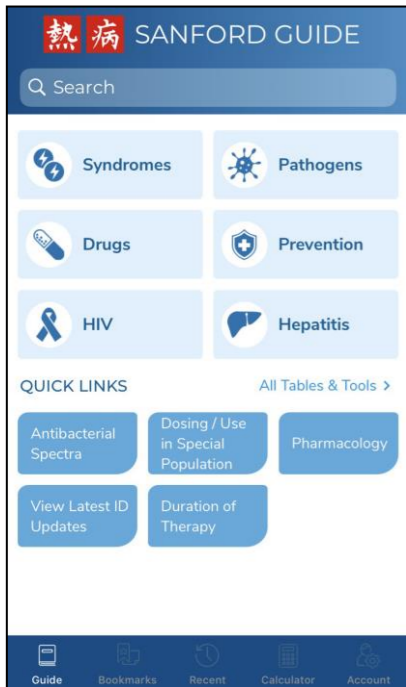 熱病 SANFORD GUIDE
Search
Syndromes
Pathogens
Drugs
Prevention
HIV
Hepatitis
QUICK LINKS
All Tables & Tools >
Antibacterial
Spectra
Dosing / Use
in Special
Population
Pharmacology
View Latest ID
Updates
Duration of
Therapy
Guide
Bookmarks
Recent
Calculator
Account